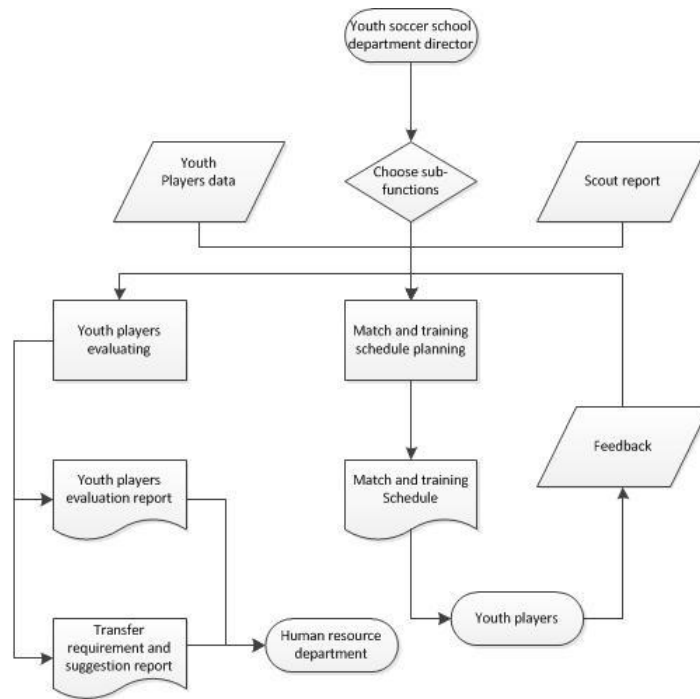 Youth soccer school
department director
Youth
Players data
Choose sub-
functions
Scout report
Youth players
evaluating
Match and training
schedule planning
Feedback
Youth players
evaluation report
Match and training
Schedule
Youth players
Transfer
requirement and
suggestion report
Human resource
department